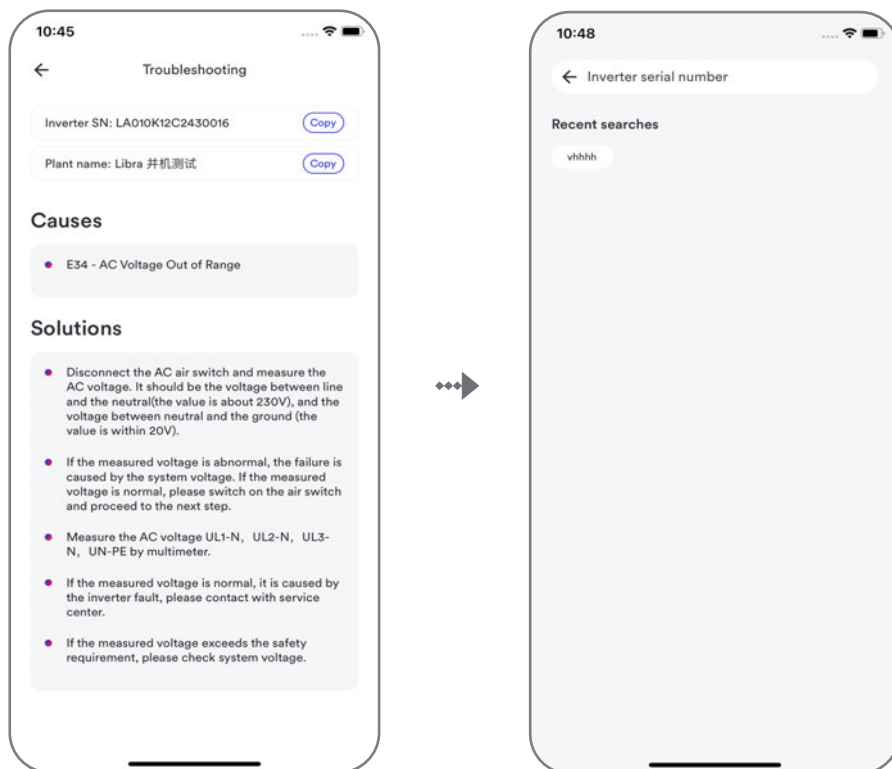 10:45
Troubleshooting
Inverter SN: LA010K12C2430016
Copy
Plant name: Libra 并机测试
Copy
Causes
E34 - AC Voltage Out of Range
Solutions
Disconnect the AC air switch and measure the
AC voltage. It should be the voltage between line
and the neutral(the value is about 230V), and the
voltage between neutral and the ground (the
value is within 20V).
If the measured voltage is abnormal, the failure is
caused by the system voltage. If the measured
voltage is normal, please switch on the air switch
and proceed to the next step.
Measure the AC voltage UL1-N，UL2-N，UL3-
N，UN-PE by multimeter.
If the measured voltage is normal, it is caused by
the inverter fault, please contact with service
center.
If the measured voltage exceeds the safety
requirement, please check system voltage.
10:48
Inverter serial number
Recent searches
vhhhh